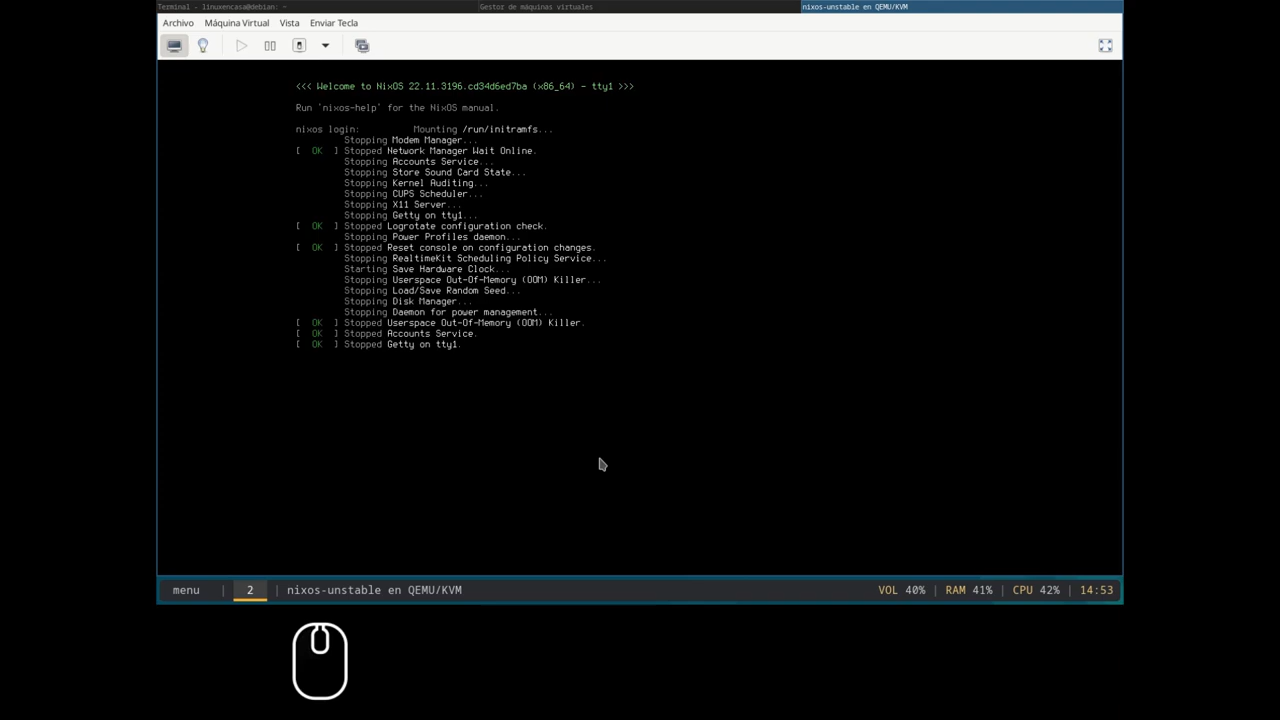 Terminal - linuxencasa@debian: ~
Gestor de máquinas virtuales
nixos-unstable en QEMU/KVM
Archivo Máquina Virtual Vista Enviar Tecla
<<< Welcome to NixOS 22.11.3196.cd34d6ed7ba (x86_64) - tty1 >>>
Run 'nixos-help' for the NixOS manual.
nixos login: Mounting /run/initramfs...
Stopping Modem Manager...
[ OK ] Stopped Network Manager Wait Online.
Stopping Accounts Service...
Stopping Store Sound Card State...
Stopping Kernel Auditing...
Stopping CUPS Scheduler...
Stopping X11 Server...
Stopping Getty on tty1...
[ OK ] Stopped Logrotate configuration check.
Stopping Power Profiles daemon...
[ OK ] Stopped Reset console on configuration changes.
Stopping RealtimeKit Scheduling Policy Service...
Starting Save Hardware Clock...
Stopping Userspace Out-Of-Memory (OOM) Killer...
Stopping Load/Save Random Seed...
Stopping Disk Manager...
Stopping Daemon for power management...
[ OK ] Stopped Userspace Out-Of-Memory (OOM) Killer.
[ OK ] Stopped Accounts Service.
[ OK ] Stopped Getty on tty1.
menu | 2 | nixos-unstable en QEMU/KVM VOL 40% | RAM 41% | CPU 42% | 14:53